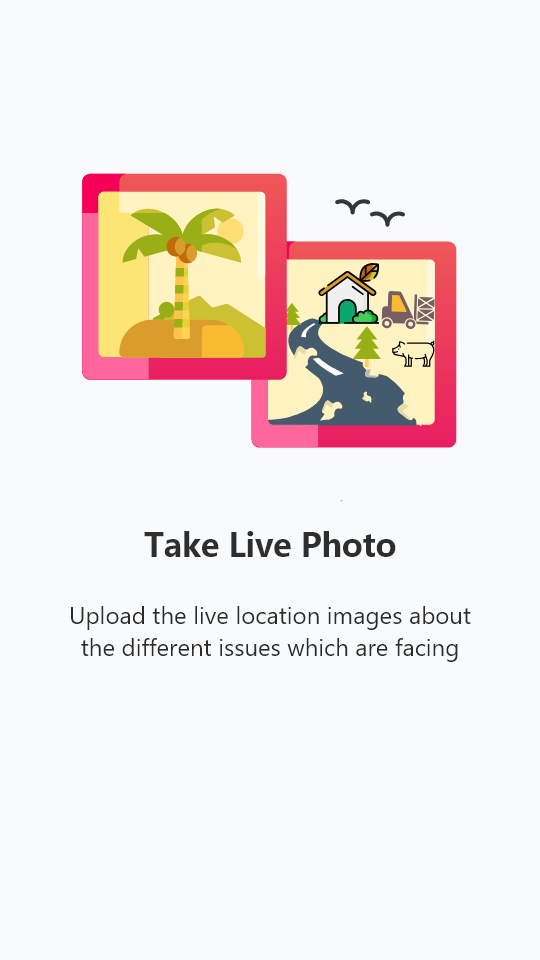 Take Live Photo
Upload the live location images about
the different issues which are facing